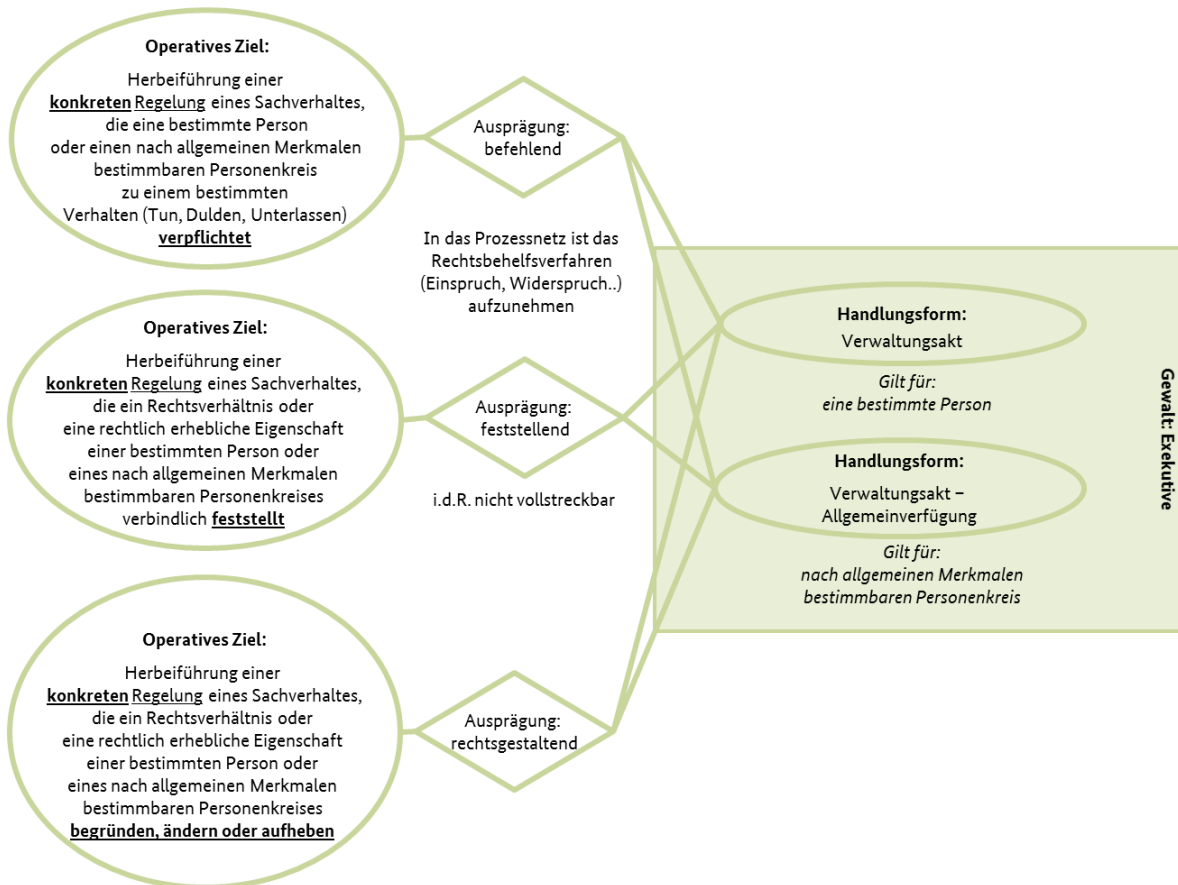 Operatives Ziel:
Herbeiführung einer
konkreten Regelung eines Sachverhaltes,
die eine bestimmte Person
oder einen nach allgemeinen Merkmalen
bestimmbaren Personenkreis
zu einem bestimmten
Verhalten (Tun, Dulden, Unterlassen)
verpflichtet
Ausprägung:
befehlend
In das Prozessnetz ist das
Rechtsbehelfsverfahren
(Einspruch, Widerspruch..)
aufzunehmen
Operatives Ziel:
Herbeiführung einer
konkreten Regelung eines Sachverhaltes,
die ein Rechtsverhältnis oder
eine rechtlich erhebliche Eigenschaft
einer bestimmten Person oder
eines nach allgemeinen Merkmalen
bestimmbaren Personenkreises
verbindlich feststellt
Ausprägung:
feststellend
i.d.R. nicht vollstreckbar
Operatives Ziel:
Herbeiführung einer
konkreten Regelung eines Sachverhaltes,
die ein Rechtsverhältnis oder
eine rechtlich erhebliche Eigenschaft
einer bestimmten Person oder
eines nach allgemeinen Merkmalen
bestimmbaren Personenkreises
begründen, ändern oder aufheben
Ausprägung:
rechtsgestaltend
Handlungsform:
Verwaltungsakt
Gilt für:
eine bestimmte Person
Handlungsform:
Verwaltungsakt –
Allgemeinverfügung
Gilt für:
nach allgemeinen Merkmalen
bestimmbaren Personenkreis
Gewalt: Exekutive